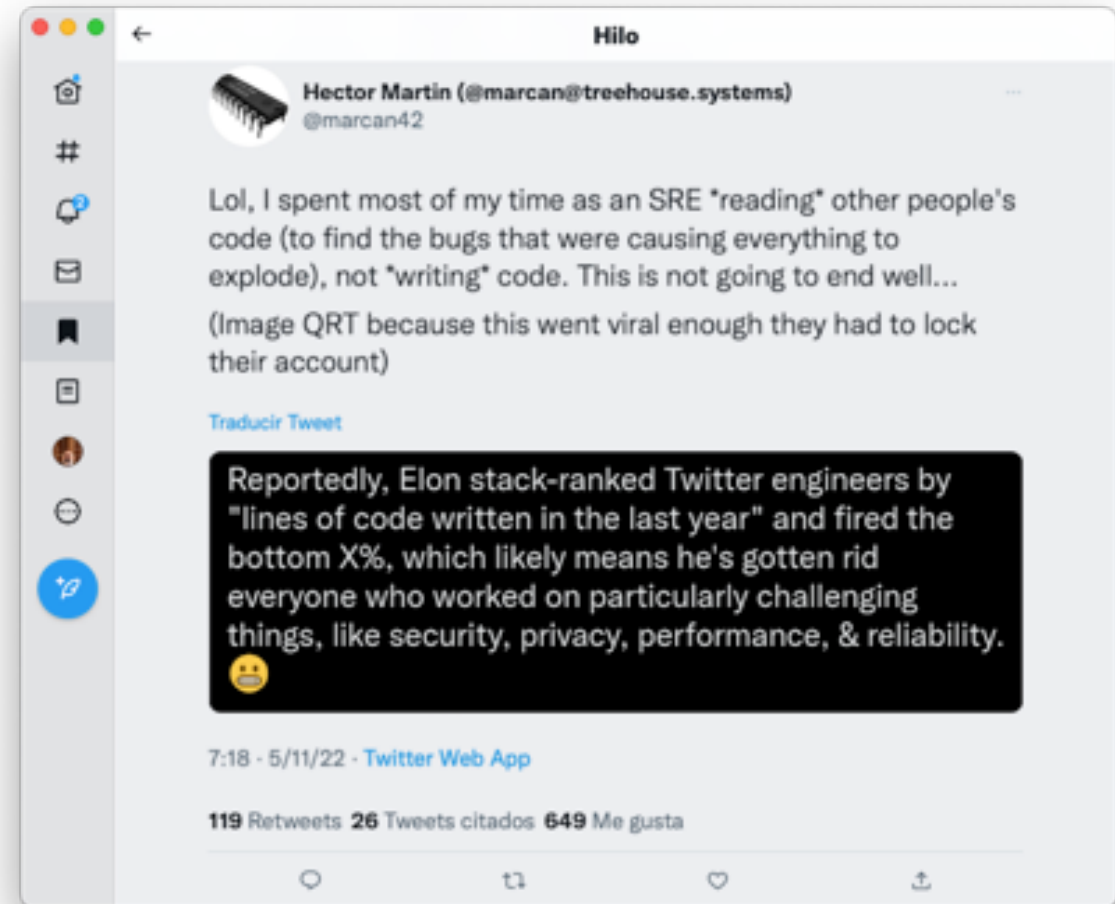 Hilo
Hector Martin (@marcan@treehouse.systems)
@marcan42
Lol, I spent most of my time as an SRE *reading* other people's
code (to find the bugs that were causing everything to
explode), not *writing* code. This is not going to end well...
(Image QRT because this went viral enough they had to lock
their account)
Traducir Tweet
Reportedly, Elon stack-ranked Twitter engineers by
"lines of code written in the last year" and fired the
bottom X%, which likely means he's gotten rid
everyone who worked on particularly challenging
things, like security, privacy, performance, & reliability.
😬
7:18 · 5/11/22 · Twitter Web App
119 Retweets 26 Tweets citados 649 Me gusta
2